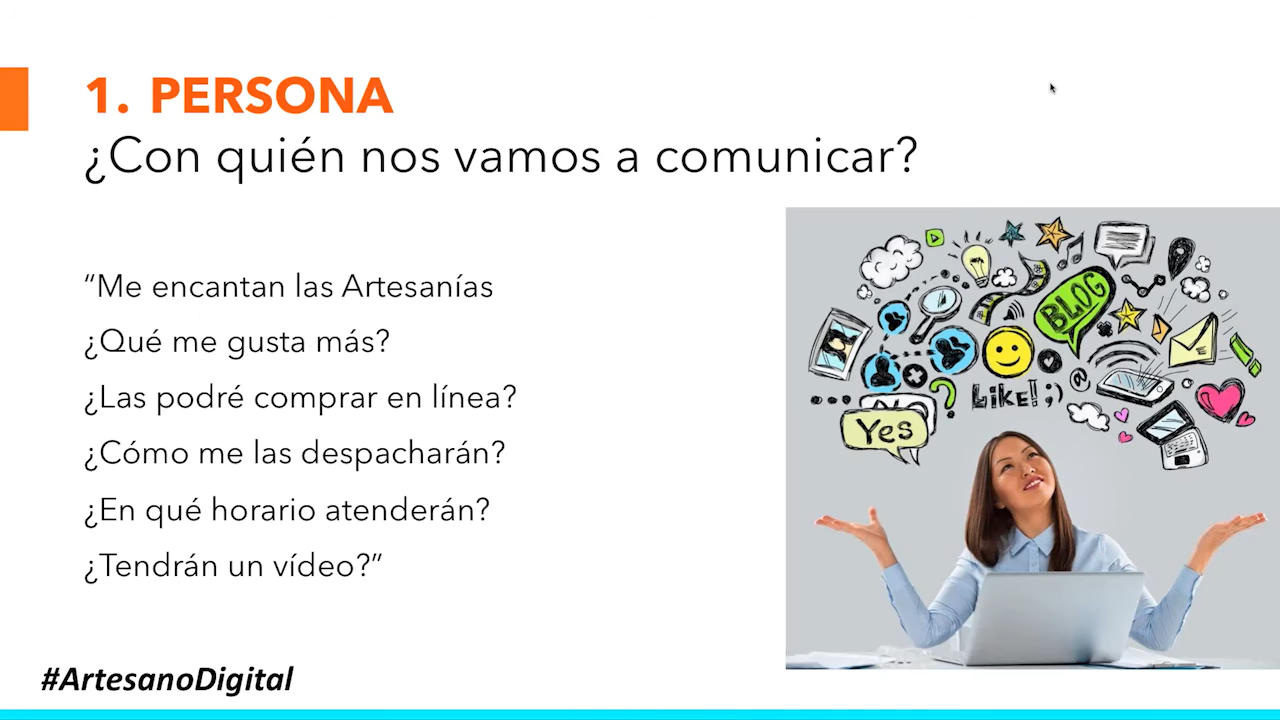 1. PERSONA
¿Con quién nos vamos a comunicar?
“Me encantan las Artesanías
¿Qué me gusta más?
¿Las podré comprar en línea?
¿Cómo me las despacharán?
¿En qué horario atenderán?
¿Tendrán un vídeo?”
BLOG
Like! ;)
@
NO
?
Yes
#ArtesanoDigital